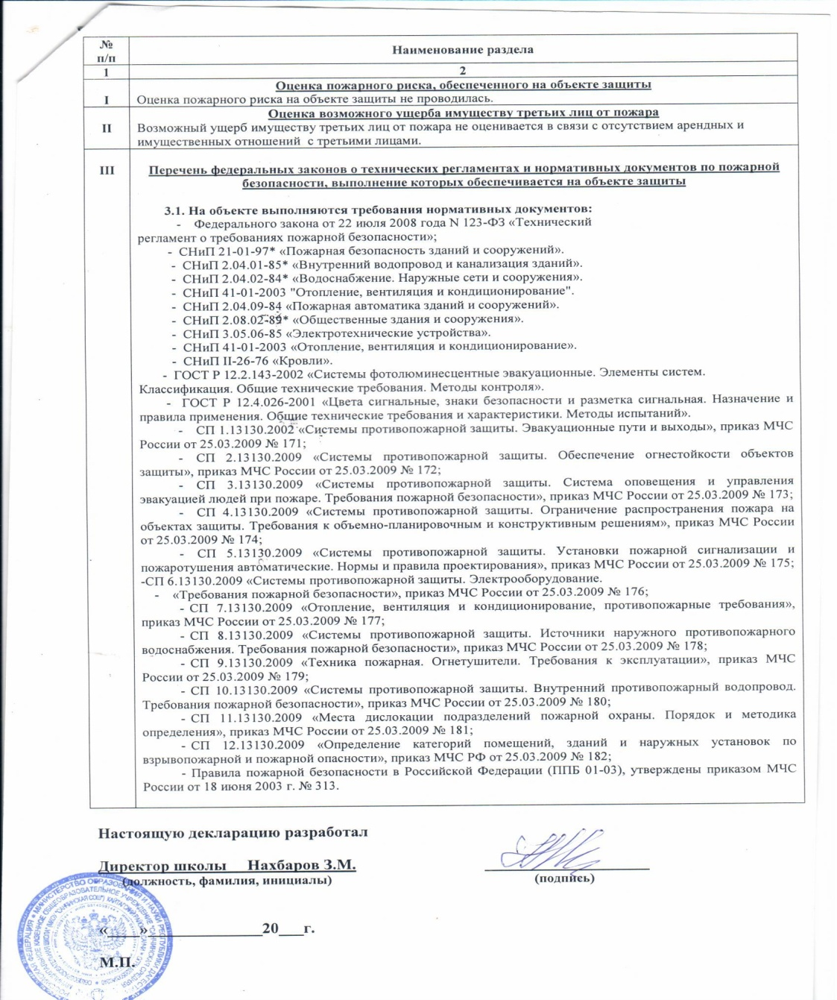 №
п/п
Наименование раздела
1
2
Оценка пожарного риска, обеспеченного на объекте защиты
I
Оценка пожарного риска на объекте защиты не проводилась.
Оценка возможного ущерба имуществу третьих лиц от пожара
II
Возможный ущерб имуществу третьих лиц от пожара не оценивается в связи с отсутствием арендных и
имущественных отношений с третьими лицами.
III
Перечень федеральных законов о технических регламентах и нормативных документов по пожарной
безопасности, выполнение которых обеспечивается на объекте защиты
3.1. На объекте выполняются требования нормативных документов:
- Федерального закона от 22 июля 2008 года N 123-ФЗ «Технический
регламент о требованиях пожарной безопасности»;
- СНиП 21-01-97* «Пожарная безопасность зданий и сооружений».
- СНиП 2.04.01-85* «Внутренний водопровод и канализация зданий».
- СНиП 2.04.02-84* «Водоснабжение. Наружные сети и сооружения».
- СНиП 41-01-2003 "Отопление, вентиляция и кондиционирование".
- СНиП 2.04.09-84 «Пожарная автоматика зданий и сооружений».
- СНиП 2.08.02-89* «Общественные здания и сооружения».
- СНиП 3.05.06-85 «Электротехнические устройства».
- СНиП 41-01-2003 «Отопление, вентиляция и кондиционирование».
- СНиП II-26-76 «Кровли».
- ГОСТ Р 12.2.143-2002 «Системы фотолюминесцентные эвакуационные. Элементы систем.
Классификация. Общие технические требования. Методы контроля».
- ГОСТ Р 12.4.026-2001 «Цвета сигнальные, знаки безопасности и разметка сигнальная. Назначение и
правила применения. Общие технические требования и характеристики. Методы испытаний».
- СП 1.13130.2002 «Системы противопожарной защиты. Эвакуационные пути и выходы», приказ МЧС
России от 25.03.2009 № 171;
- СП 2.13130.2009 «Системы противопожарной защиты. Обеспечение огнестойкости объектов
защиты», приказ МЧС России от 25.03.2009 № 172;
- СП 3.13130.2009 «Системы противопожарной защиты. Система оповещения и управления
эвакуацией людей при пожаре. Требования пожарной безопасности», приказ МЧС России от 25.03.2009 № 173;
- СП 4.13130.2009 «Системы противопожарной защиты. Ограничение распространения пожара на
объектах защиты. Требования к объемно-планировочным и конструктивным решениям», приказ МЧС России
от 25.03.2009 № 174;
- СП 5.13130.2009 «Системы противопожарной защиты. Установки пожарной сигнализации и
пожаротушения автоматические. Нормы и правила проектирования», приказ МЧС России от 25.03.2009 № 175;
-СП 6.13130.2009 «Системы противопожарной защиты. Электрооборудование.
- «Требования пожарной безопасности», приказ МЧС России от 25.03.2009 № 176;
- СП 7.13130.2009 «Отопление, вентиляция и кондиционирование, противопожарные требования»,
приказ МЧС России от 25.03.2009 № 177;
- СП 8.13130.2009 «Системы противопожарной защиты. Источники наружного противопожарного
водоснабжения. Требования пожарной безопасности», приказ МЧС России от 25.03.2009 № 178;
- СП 9.13130.2009 «Техника пожарная. Огнетушители. Требования к эксплуатации», приказ МЧС
России от 25.03.2009 № 179;
- СП 10.13130.2009 «Системы противопожарной защиты. Внутренний противопожарный водопровод.
Требования пожарной безопасности», приказ МЧС России от 25.03.2009 № 180;
- СП 11.13130.2009 «Места дислокации подразделений пожарной охраны. Порядок и методика
определения», приказ МЧС России от 25.03.2009 № 181;
- СП 12.13130.2009 «Определение категорий помещений, зданий и наружных установок по
взрывопожарной и пожарной опасности», приказ МЧС РФ от 25.03.2009 № 182;
- Правила пожарной безопасности в Российской Федерации (ППБ 01-03), утверждены приказом МЧС
России от 18 июня 2003 г. № 313.
Настоящую декларацию разработал
Директор школы Нахбаров З.М.
(должность, фамилия, инициалы)
(подпись)
«____»______________20___г.
М.П.
МИНИСТЕРСТВО ОБРАЗОВАНИЯ И НАУКИ РЕСПУБЛИКИ